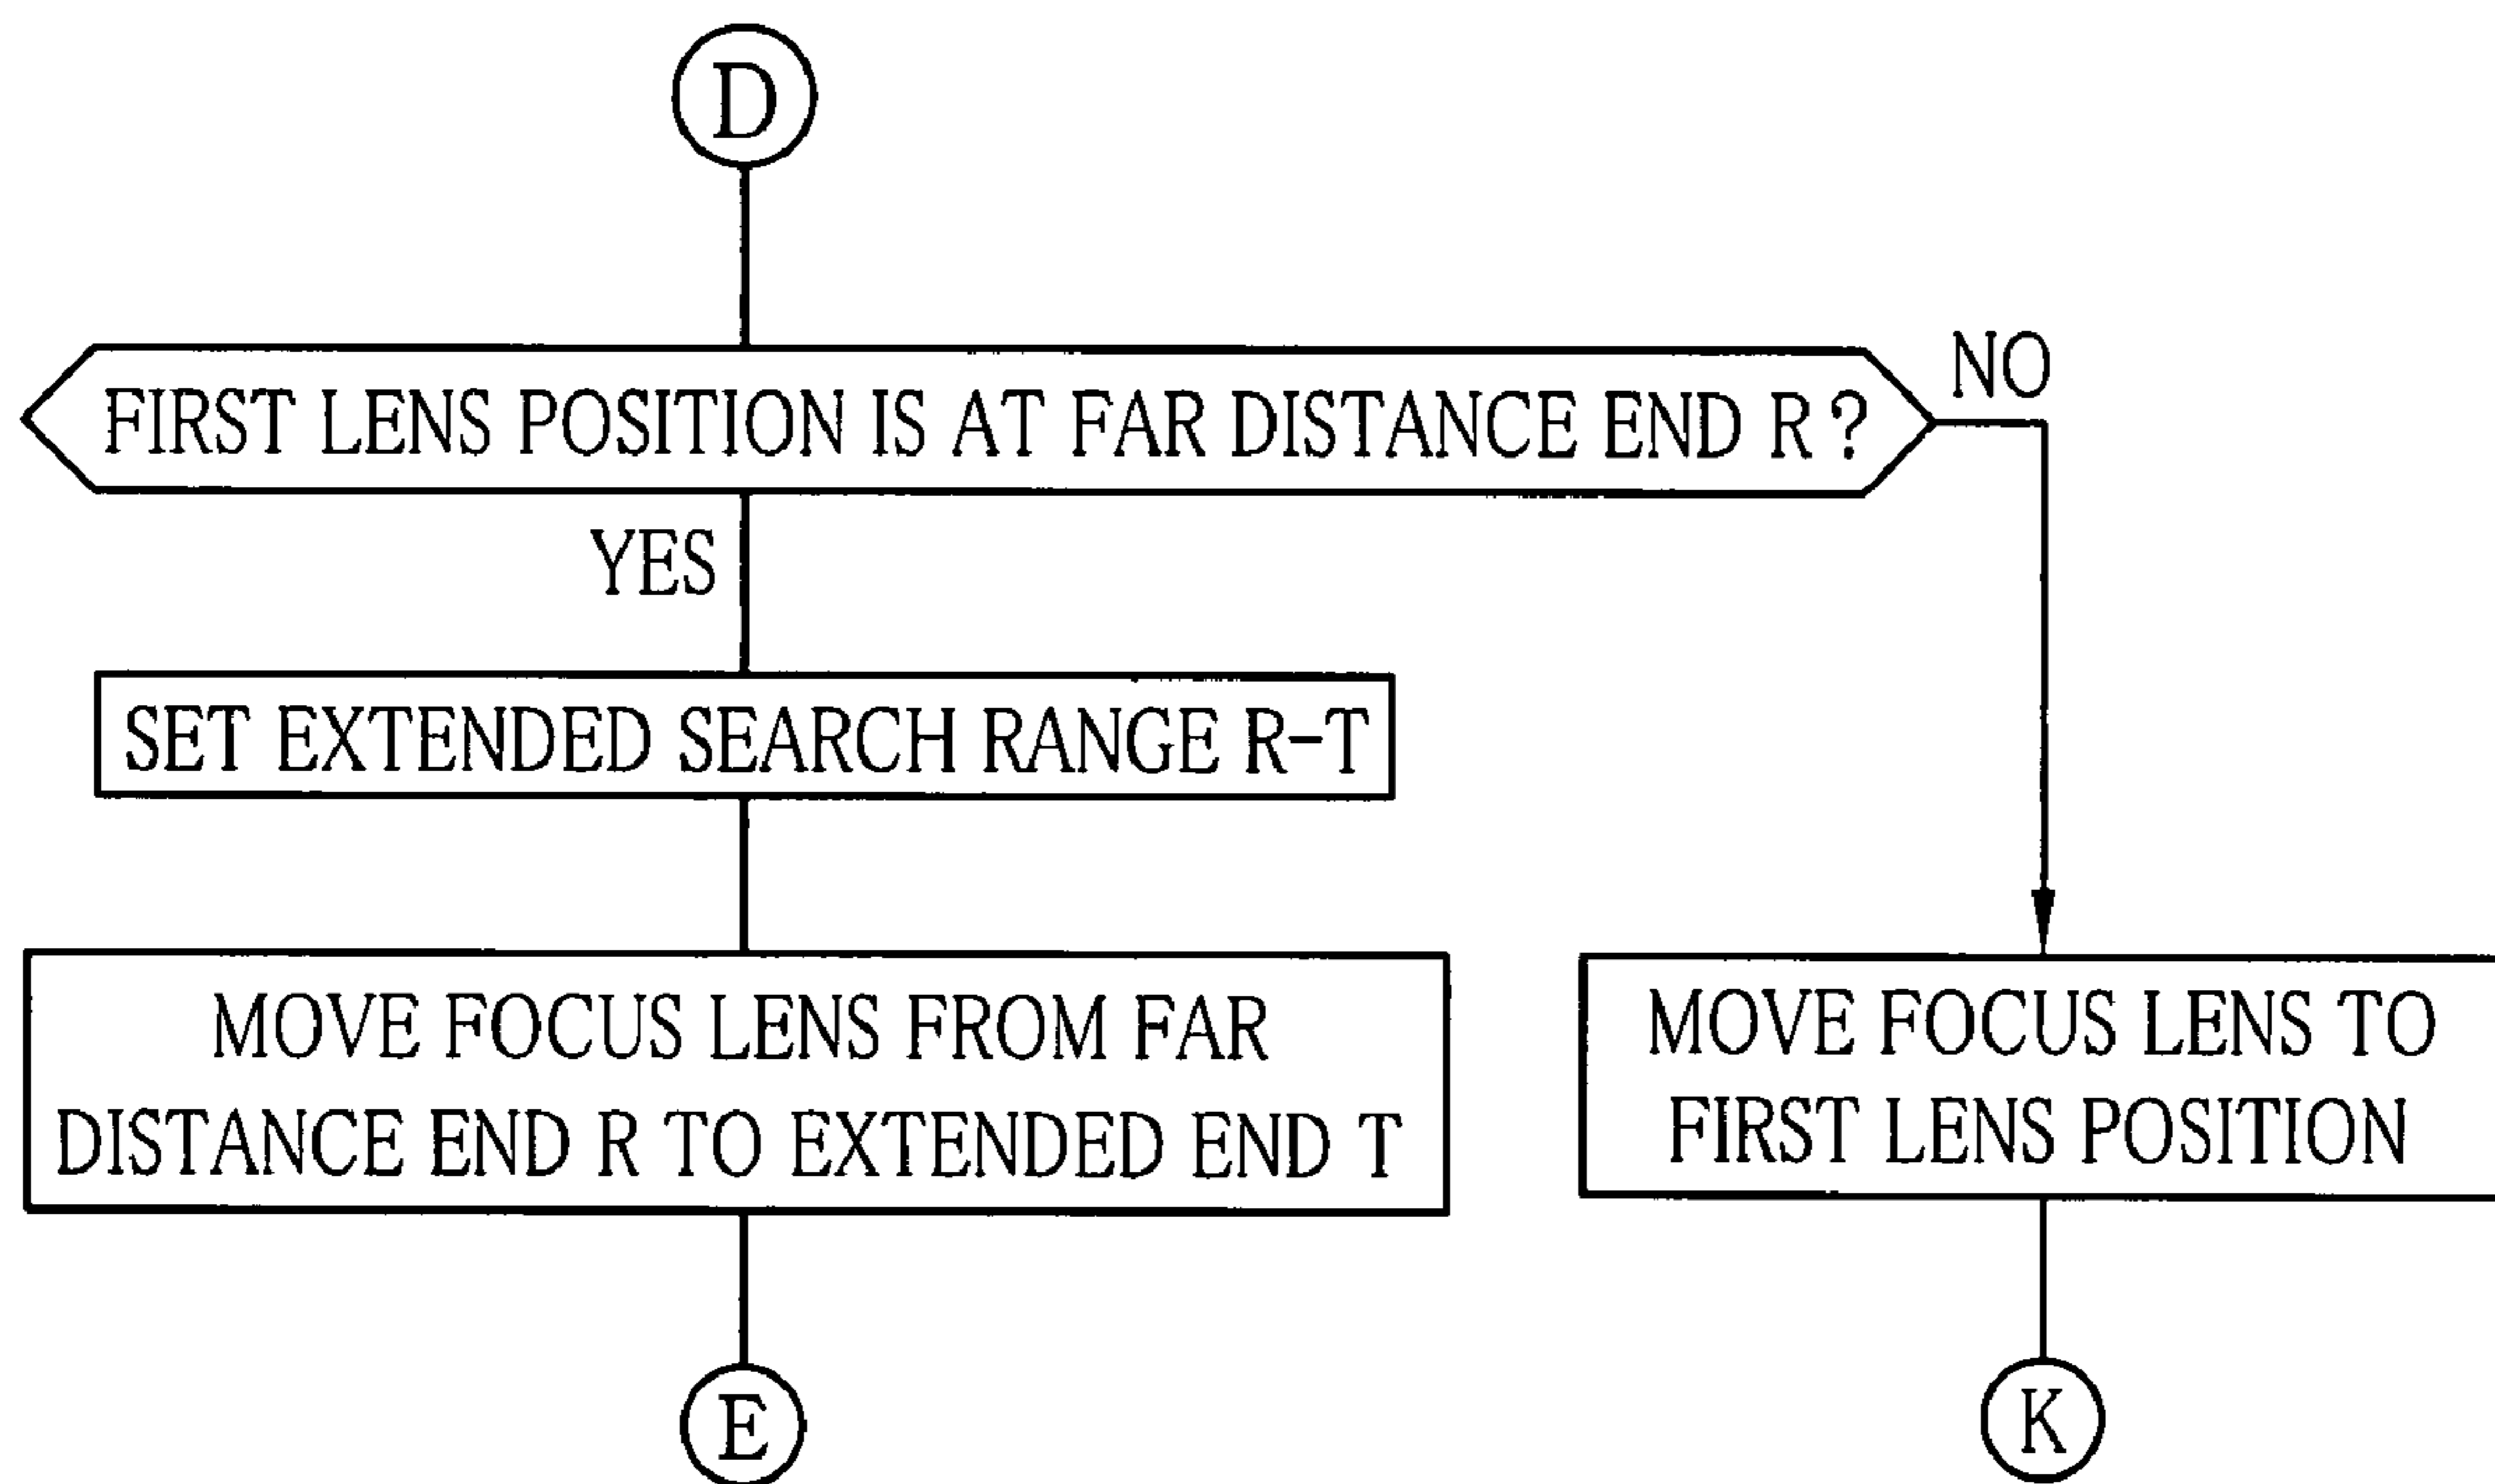 D
FIRST LENS POSITION IS AT FAR DISTANCE END R ?
NO
YES
SET EXTENDED SEARCH RANGE R-T
MOVE FOCUS LENS FROM FAR
DISTANCE END R TO EXTENDED END T
MOVE FOCUS LENS TO
FIRST LENS POSITION
E
K